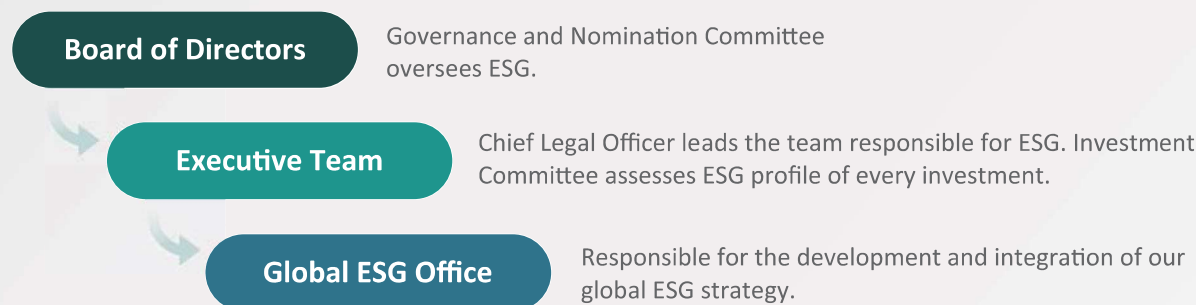 Board of Directors
Governance and Nomination Committee
oversees ESG.
Executive Team
Chief Legal Officer leads the team responsible for ESG. Investment
Committee assesses ESG profile of every investment.
Global ESG Office
Responsible for the development and integration of our
global ESG strategy.